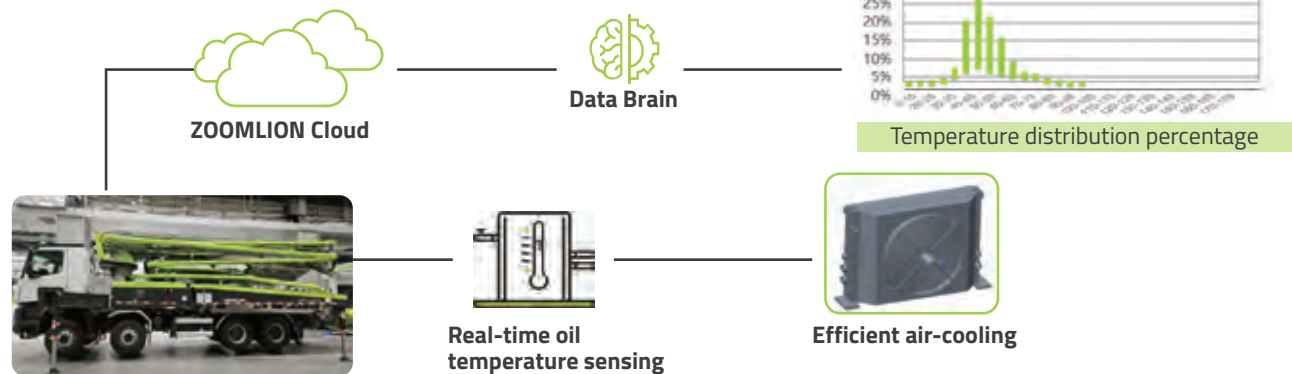 25%
20%
15%
10%
5%
0%
ZOOMLION Cloud
Data Brain
Temperature distribution percentage
Real-time oil
temperature sensing
Efficient air-cooling